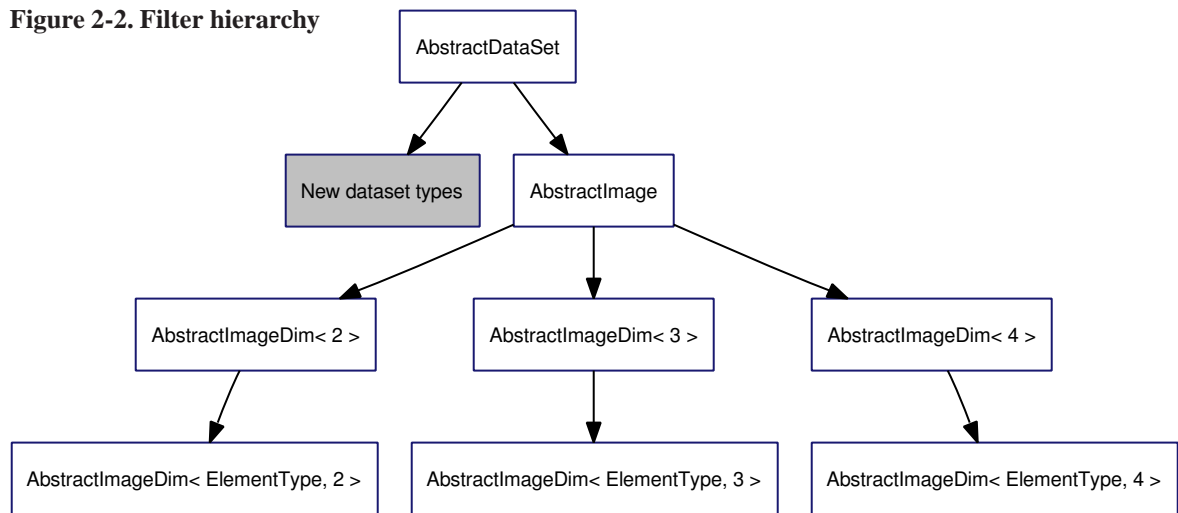 Figure 2-2. Filter hierarchy
AbstractDataSet
New dataset types
AbstractImage
AbstractImageDim< 2 >
AbstractImageDim< 3 >
AbstractImageDim< 4 >
AbstractImageDim< ElementType, 2 >
AbstractImageDim< ElementType, 3 >
AbstractImageDim< ElementType, 4 >